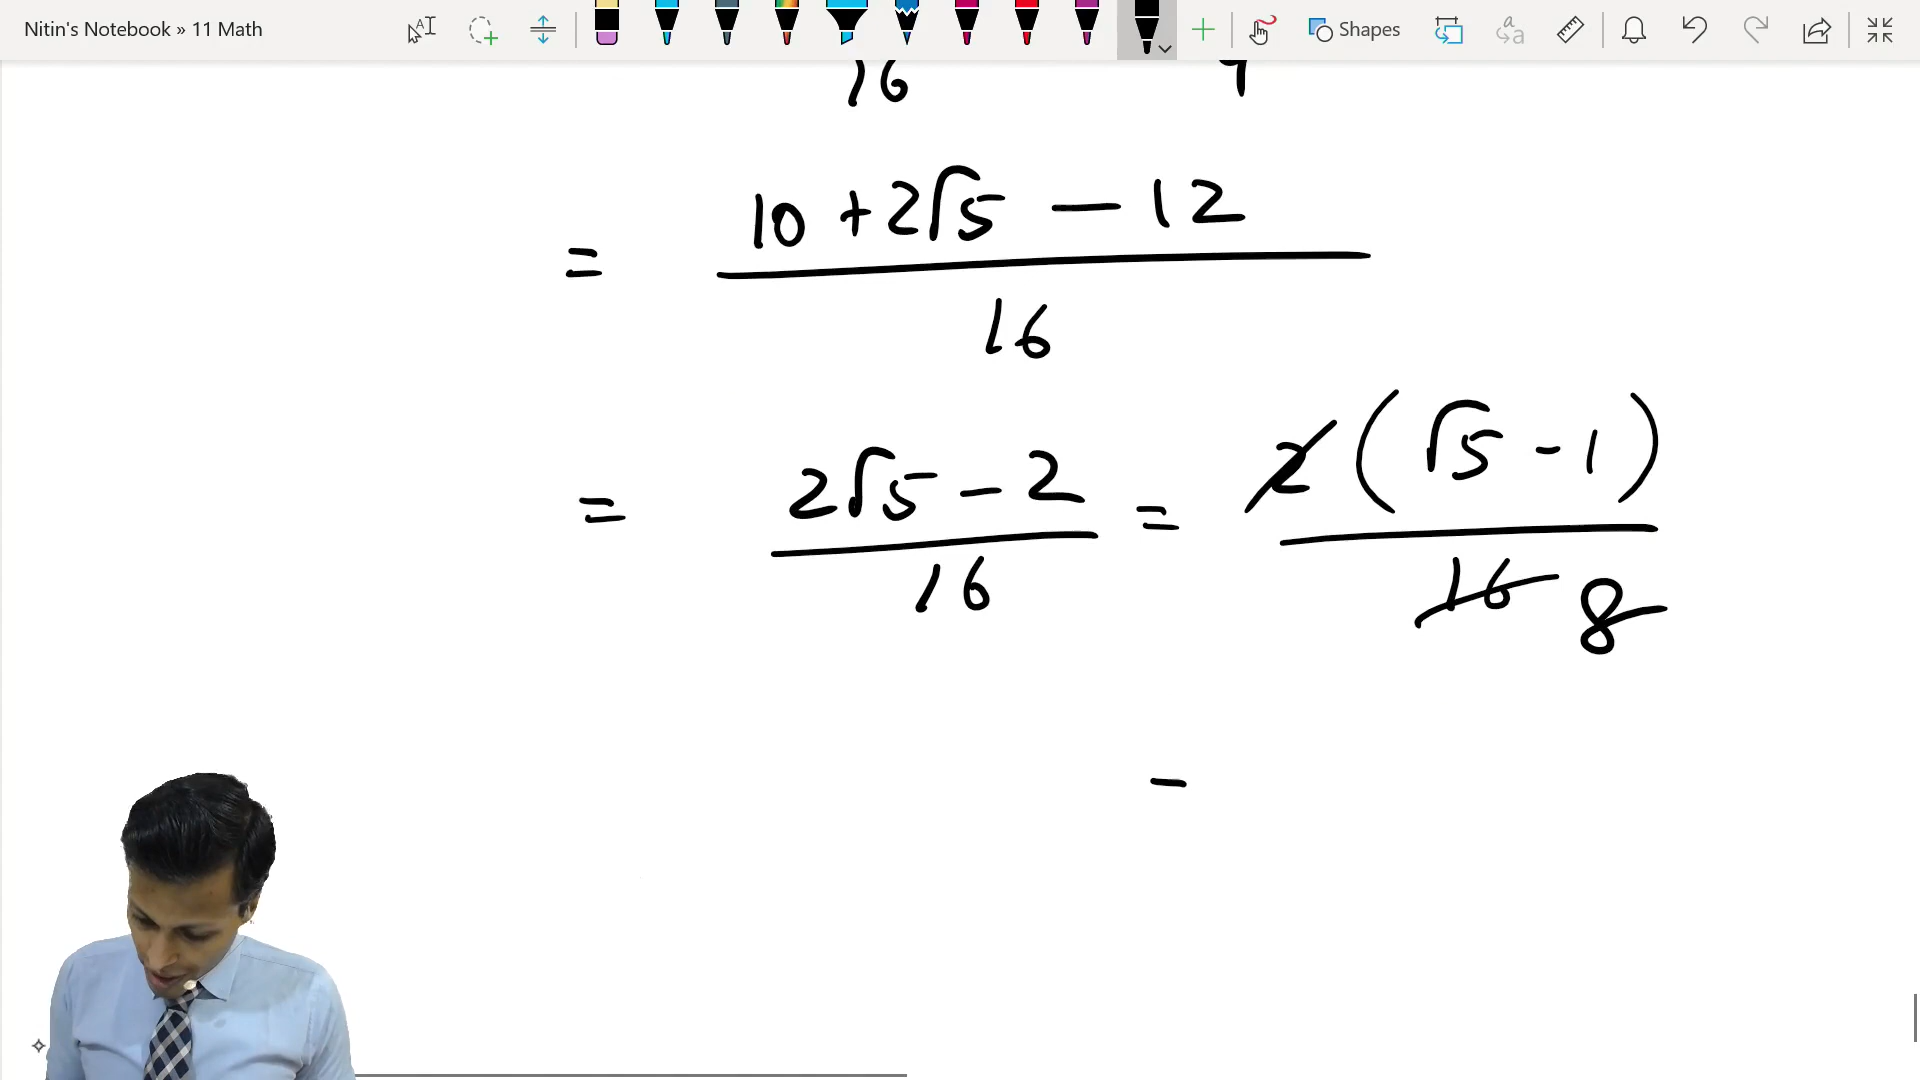 Nitin's Notebook » 11 Math
Shapes
16
= (10 + 2√5 − 12) / 16
= (2√5 − 2) / 16 = 2(√5 − 1) / 16 8
−